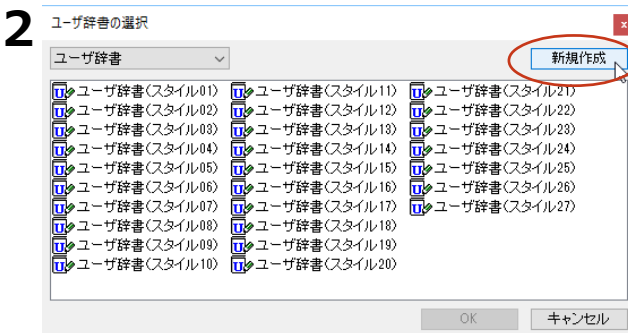 2
ユーザ辞書の選択
x
ユーザ辞書
新規作成
ユーザ辞書(スタイル01) ユーザ辞書(スタイル11) ユーザ辞書(スタイル21)
ユーザ辞書(スタイル02) ユーザ辞書(スタイル12) ユーザ辞書(スタイル22)
ユーザ辞書(スタイル03) ユーザ辞書(スタイル13) ユーザ辞書(スタイル23)
ユーザ辞書(スタイル04) ユーザ辞書(スタイル14) ユーザ辞書(スタイル24)
ユーザ辞書(スタイル05) ユーザ辞書(スタイル15) ユーザ辞書(スタイル25)
ユーザ辞書(スタイル06) ユーザ辞書(スタイル16) ユーザ辞書(スタイル26)
ユーザ辞書(スタイル07) ユーザ辞書(スタイル17) ユーザ辞書(スタイル27)
ユーザ辞書(スタイル08) ユーザ辞書(スタイル18)
ユーザ辞書(スタイル09) ユーザ辞書(スタイル19)
ユーザ辞書(スタイル10) ユーザ辞書(スタイル20)
OK キャンセル